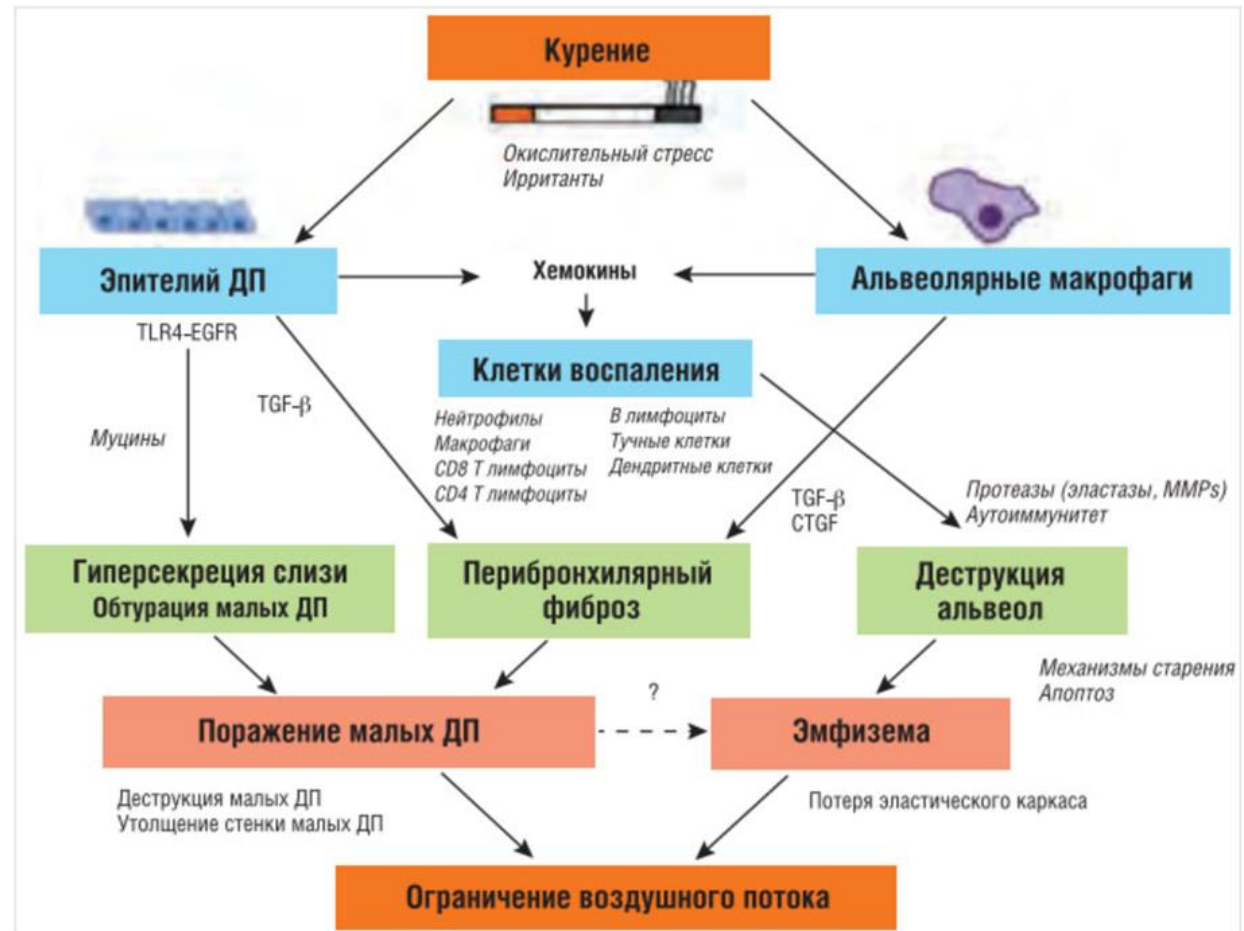 Курение
Окислительный стресс
Ирританты
Эпителий ДП
Хемокины
Альвеолярные макрофаги
TLR4-EGFR
Клетки воспаления
TGF-β
Муцины
Нейтрофилы
Макрофаги
CD8 Т лимфоциты
CD4 Т лимфоциты
В лимфоциты
Тучные клетки
Дендритные клетки
TGF-β
CTGF
Протеазы (эластазы, MMPs)
Аутоиммунитет
Гиперсекреция слизи
Обтурация малых ДП
Перибронхилярный
фиброз
Деструкция
альвеол
Механизмы старения
Апоптоз
?
Поражение малых ДП
Эмфизема
Деструкция малых ДП
Утолщение стенки малых ДП
Потеря эластического каркаса
Ограничение воздушного потока